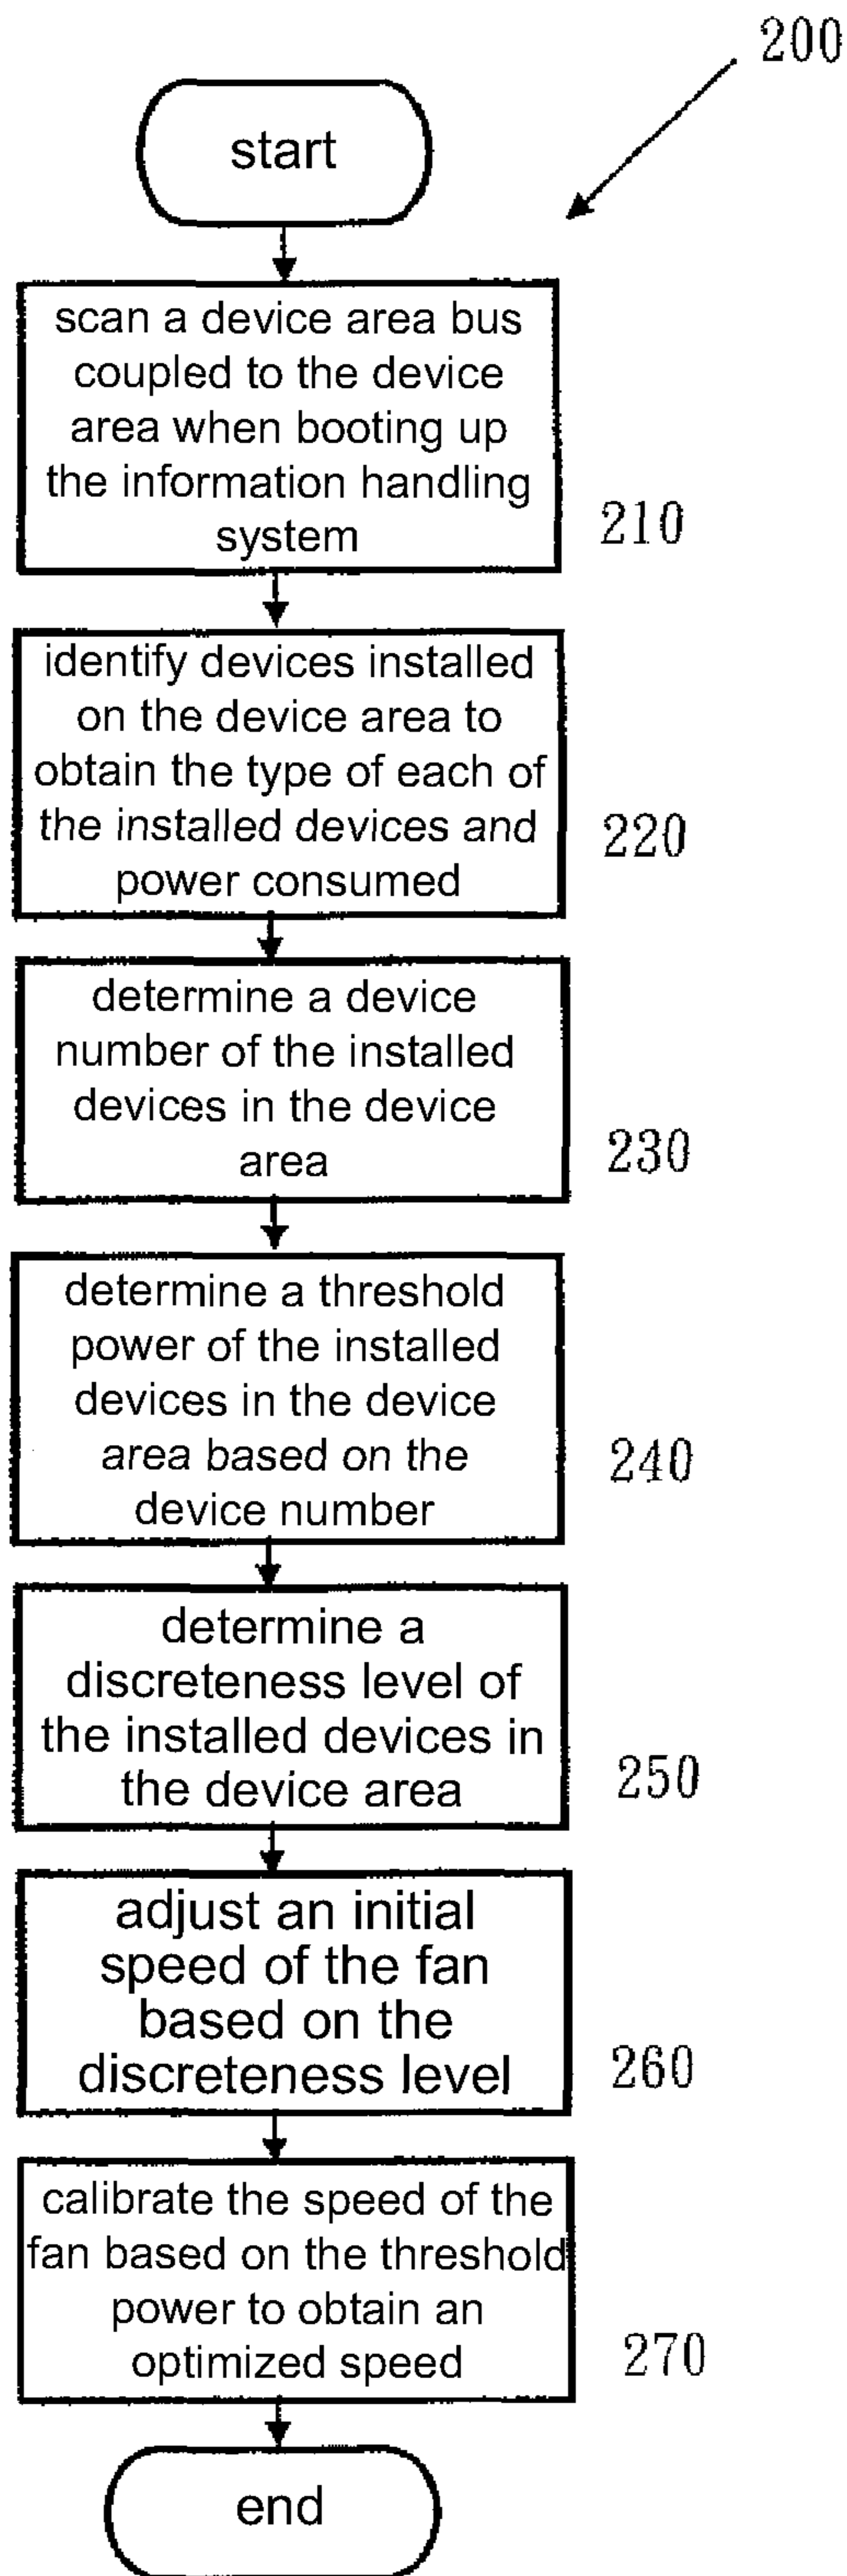 200
start
scan a device area bus
coupled to the device
area when booting up
the information handling
system
210
identify devices installed
on the device area to
obtain the type of each of
the installed devices and
power consumed
220
determine a device
number of the installed
devices in the device
area
230
determine a threshold
power of the installed
devices in the device
area based on the
device number
240
determine a
discreteness level of
the installed devices in
the device area
250
adjust an initial
speed of the fan
based on the
discreteness level
260
calibrate the speed of the
fan based on the threshold
power to obtain an
optimized speed
270
end